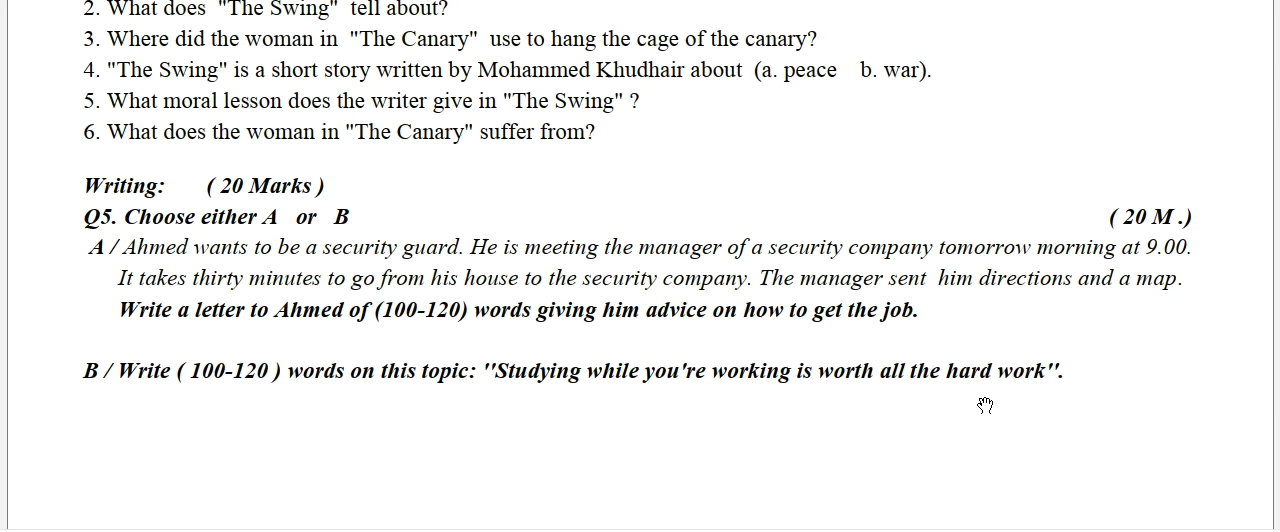 2. What does "The Swing" tell about?
3. Where did the woman in "The Canary" use to hang the cage of the canary?
4. "The Swing" is a short story written by Mohammed Khudhair about (a. peace b. war).
5. What moral lesson does the writer give in "The Swing" ?
6. What does the woman in "The Canary" suffer from?
Writing: ( 20 Marks )
Q5. Choose either A or B ( 20 M .)
A / Ahmed wants to be a security guard. He is meeting the manager of a security company tomorrow morning at 9.00.
It takes thirty minutes to go from his house to the security company. The manager sent him directions and a map.
Write a letter to Ahmed of (100-120) words giving him advice on how to get the job.
B / Write ( 100-120 ) words on this topic: "Studying while you're working is worth all the hard work".